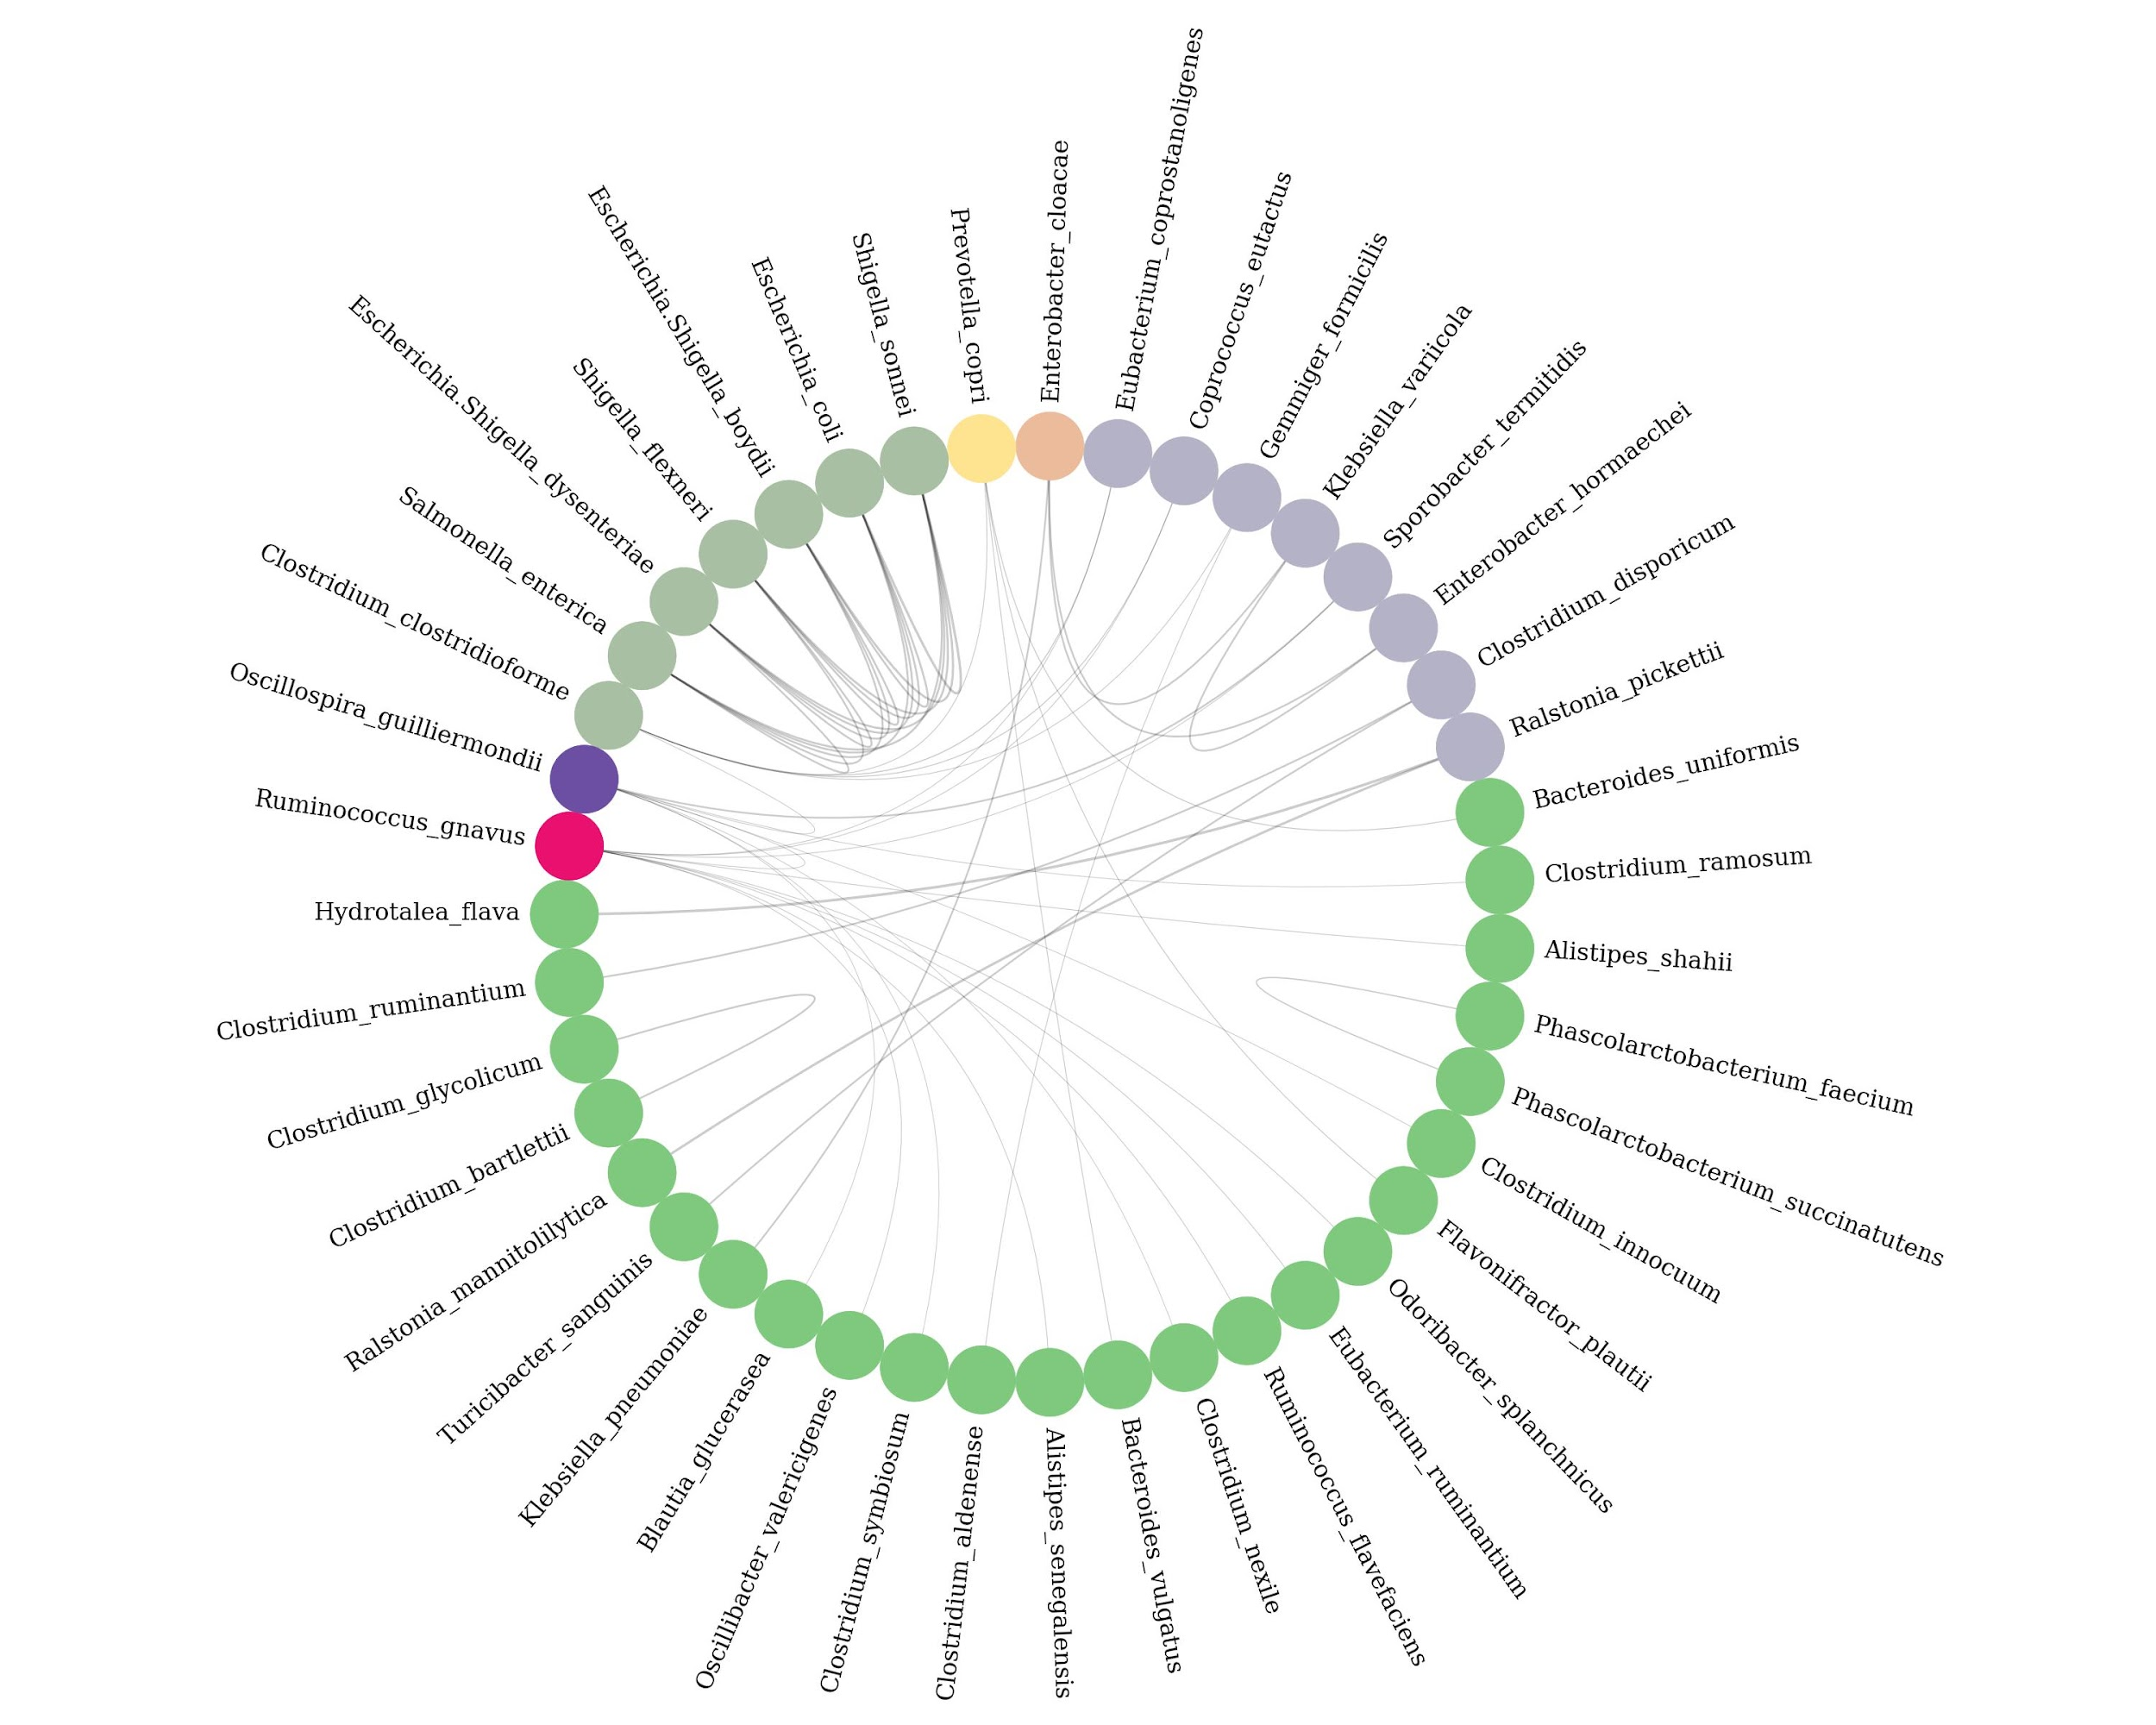 Prevotella_copri
Enterobacter_cloacae
Eubacterium_coprostanoligenes
Coprococcus_eutactus
Gemmiger_formicilis
Klebsiella_variicola
Sporobacter_termitidis
Enterobacter_hormaechei
Clostridium_disporicum
Ralstonia_pickettii
Bacteroides_uniformis
Clostridium_ramosum
Alistipes_shahii
Phascolarctobacterium_faecium
Phascolarctobacterium_succinatutens
Clostridium_innocuum
Flavonifractor_plautii
Odoribacter_splanchnicus
Eubacterium_ruminantium
Ruminococcus_flavefaciens
Clostridium_nexile
Bacteroides_vulgatus
Alistipes_senegalensis
Clostridium_aldenense
Clostridium_symbiosum
Oscillibacter_valericigenes
Blautia_glucerasea
Klebsiella_pneumoniae
Turicibacter_sanguinis
Ralstonia_mannitolilytica
Clostridium_bartlettii
Clostridium_glycolicum
Clostridium_ruminantium
Hydrotalea_flava
Ruminococcus_gnavus
Oscillospira_guilliermondii
Clostridium_clostridioforme
Salmonella_enterica
Escherichia.Shigella_dysenteriae
Shigella_flexneri
Escherichia.Shigella_boydii
Escherichia_coli
Shigella_sonnei